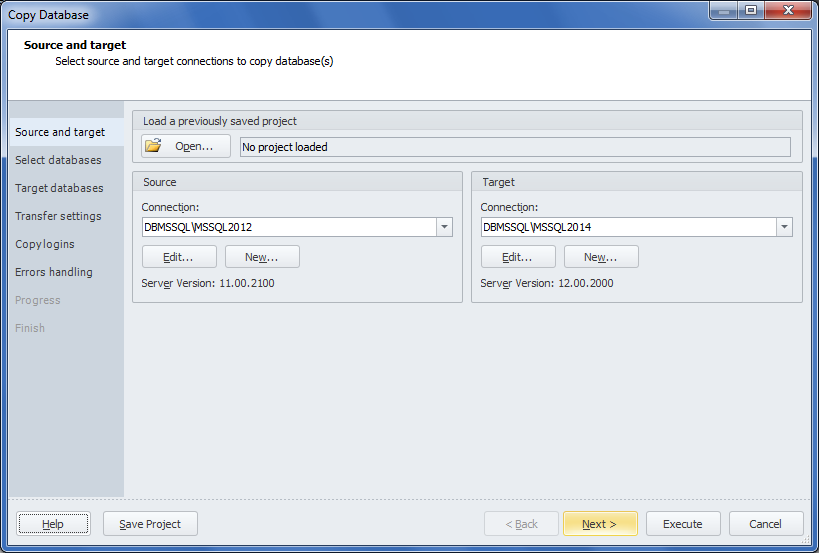 Copy Database
Source and target
Select source and target connections to copy database(s)
Source and target
Select databases
Target databases
Transfer settings
Copy logins
Errors handling
Progress
Finish
Load a previously saved project
Open...
No project loaded
Source
Connection:
DBMSSQL\MSSQL2012
Edit...
New...
Server Version: 11.00.2100
Target
Connection:
DBMSSQL\MSSQL2014
Edit...
New...
Server Version: 12.00.2000
Help
Save Project
< Back
Next >
Execute
Cancel